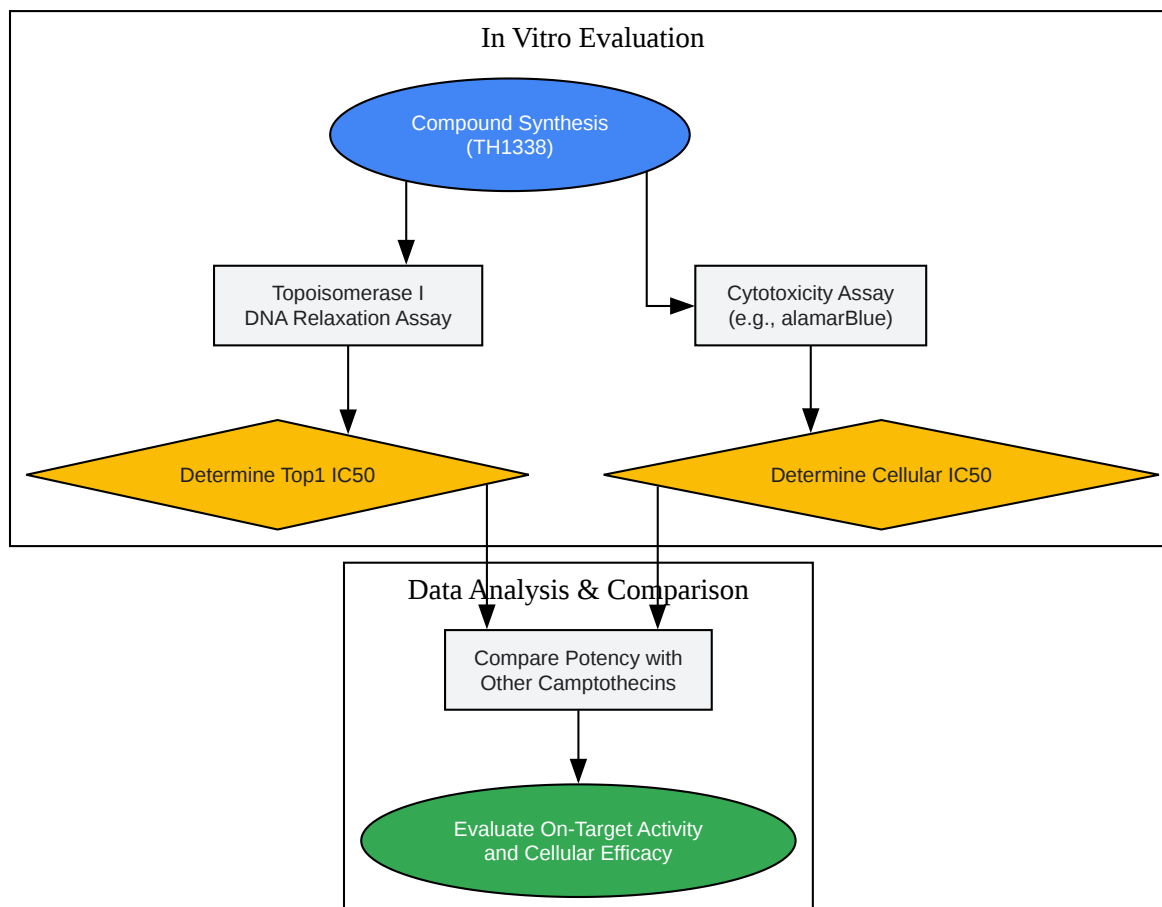 In Vitro Evaluation
Compound Synthesis
(TH1338)
Topoisomerase I
DNA Relaxation Assay
Cytotoxicity Assay
(e.g., alamarBlue)
Determine Top1 IC50
Determine Cellular IC50
Data Analysis & Comparison
Compare Potency with
Other Camptothecins
Evaluate On-Target Activity
and Cellular Efficacy